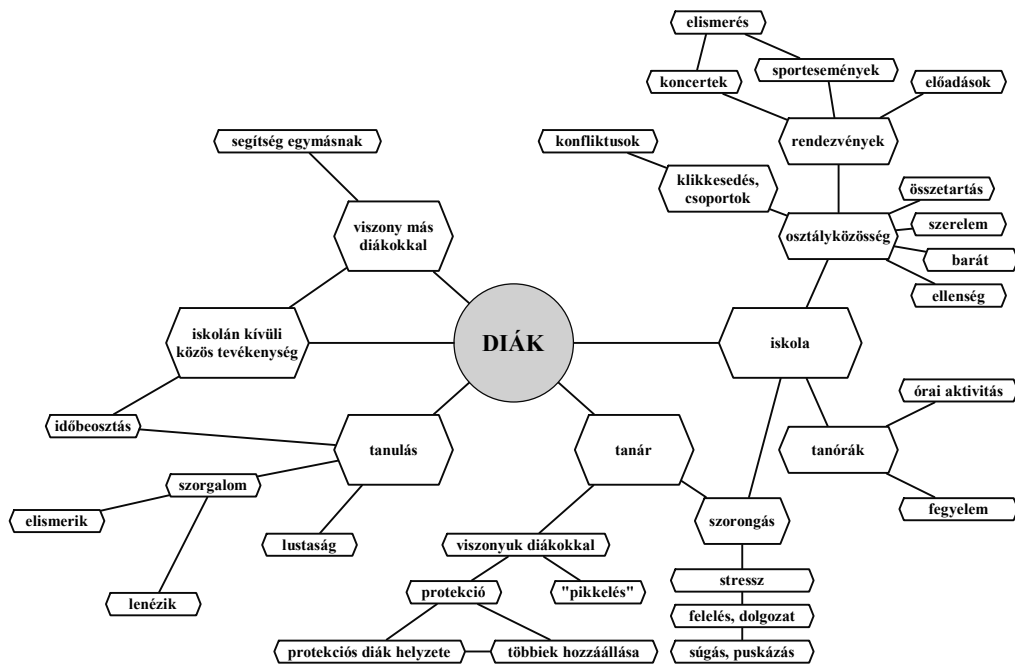 elismerés
koncertek
sportesemények
előadások
rendezvények
segítség egymásnak
konfliktusok
klikkesedés,
csoportok
összetartás
szerelem
osztályközösség
barát
ellenség
viszony más
diákokkal
iskolán kívüli
közös tevékenység
DIÁK
iskola
időbeosztás
tanulás
tanár
tanórák
órai aktivitás
fegyelem
szorgalom
elismerik
lenézik
lustaság
viszonyuk diákokkal
szorongás
protekció
"pikkelés"
stressz
felelés, dolgozat
súgás, puskázás
protekciós diák helyzete
többiek hozzáállása